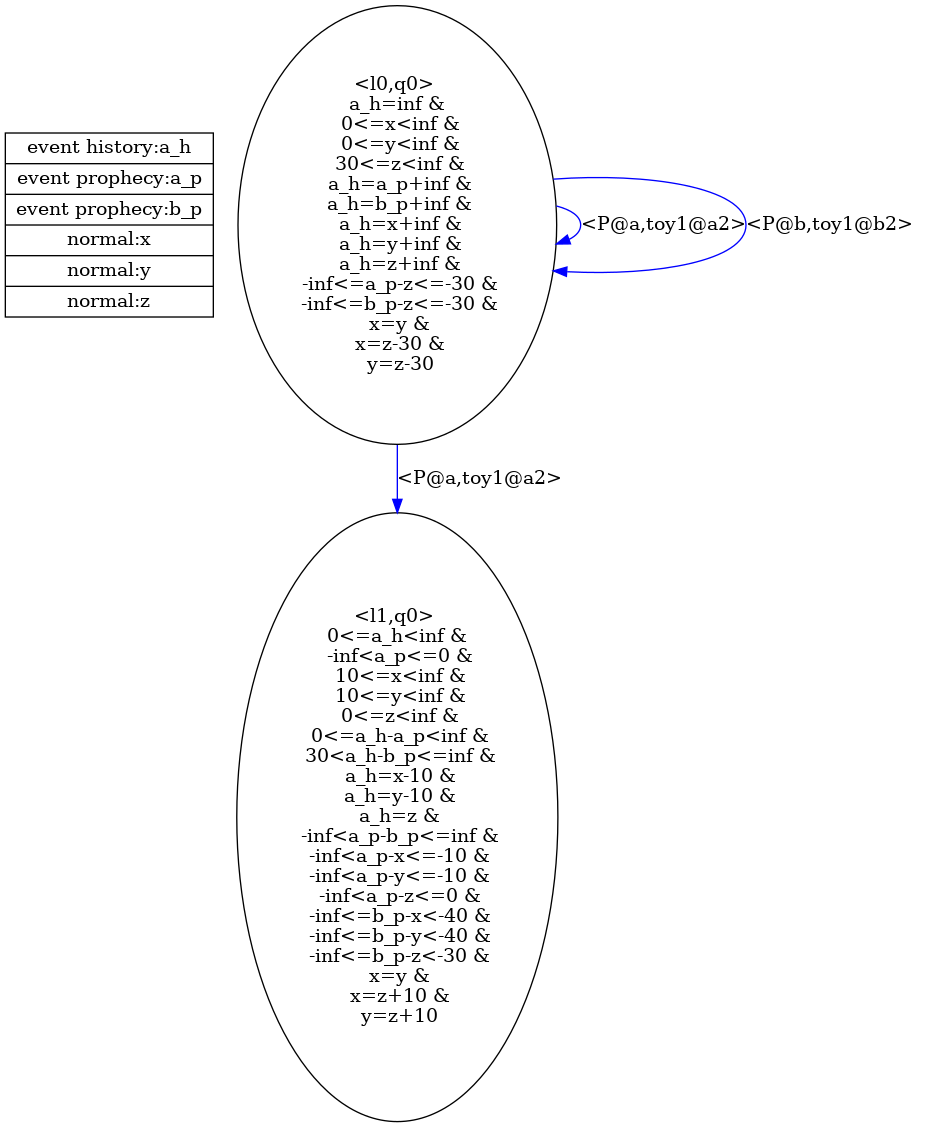 event history:a_h
event prophecy:a_p
event prophecy:b_p
normal:x
normal:y
normal:z
<l0,q0>
a_h=inf &
0<=x<inf &
0<=y<inf &
30<=z<inf &
a_h=a_p+inf &
a_h=b_p+inf &
a_h=x+inf &
a_h=y+inf &
a_h=z+inf &
-inf<=a_p-z<=-30 &
-inf<=b_p-z<=-30 &
x=y &
x=z-30 &
y=z-30
<P@a,toy1@a2>
<P@b,toy1@b2>
<P@a,toy1@a2>
<l1,q0>
0<=a_h<inf &
-inf<a_p<=0 &
10<=x<inf &
10<=y<inf &
0<=z<inf &
0<=a_h-a_p<inf &
30<a_h-b_p<=inf &
a_h=x-10 &
a_h=y-10 &
a_h=z &
-inf<a_p-b_p<=inf &
-inf<a_p-x<=-10 &
-inf<a_p-y<=-10 &
-inf<a_p-z<=0 &
-inf<=b_p-x<-40 &
-inf<=b_p-y<-40 &
-inf<=b_p-z<-30 &
x=y &
x=z+10 &
y=z+10